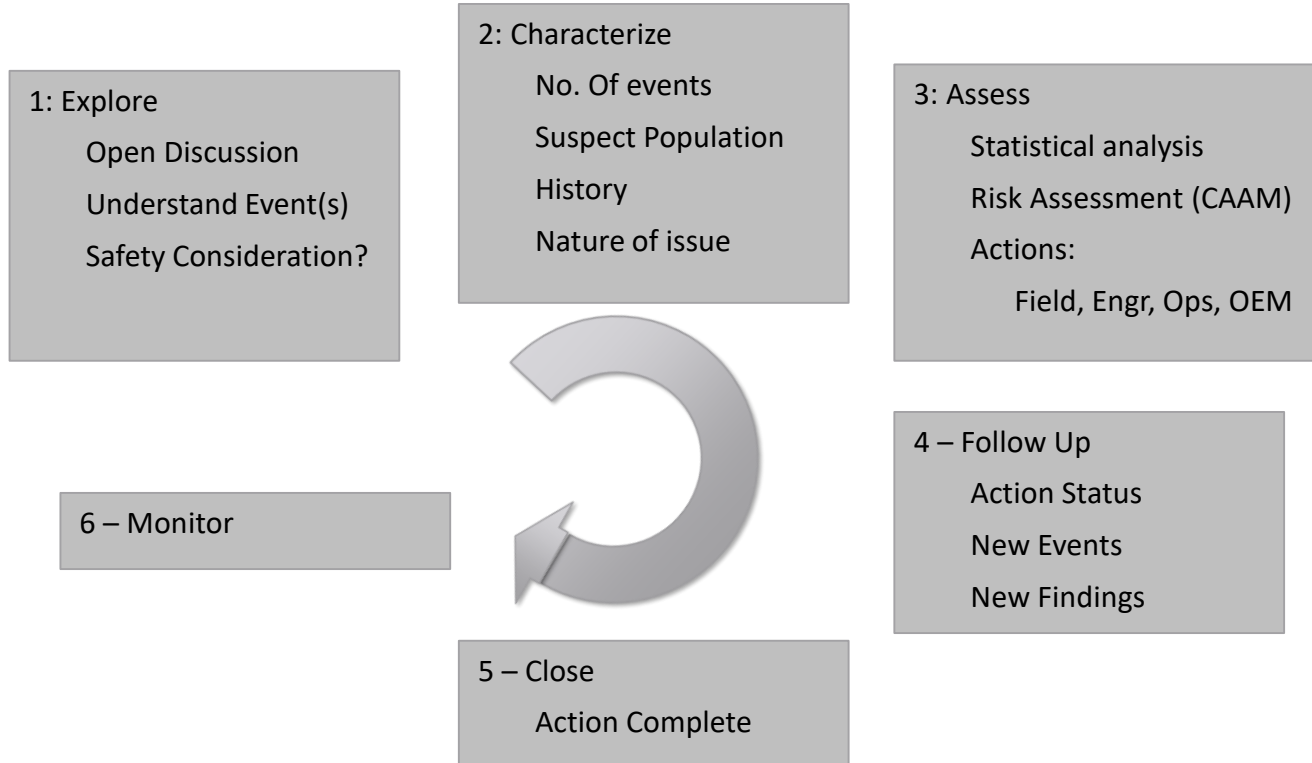 1: Explore
Open Discussion
Understand Event(s)
Safety Consideration?
2: Characterize
No. Of events
Suspect Population
History
Nature of issue
3: Assess
Statistical analysis
Risk Assessment (CAAM)
Actions:
Field, Engr, Ops, OEM
4 – Follow Up
Action Status
New Events
New Findings
5 – Close
Action Complete
6 – Monitor